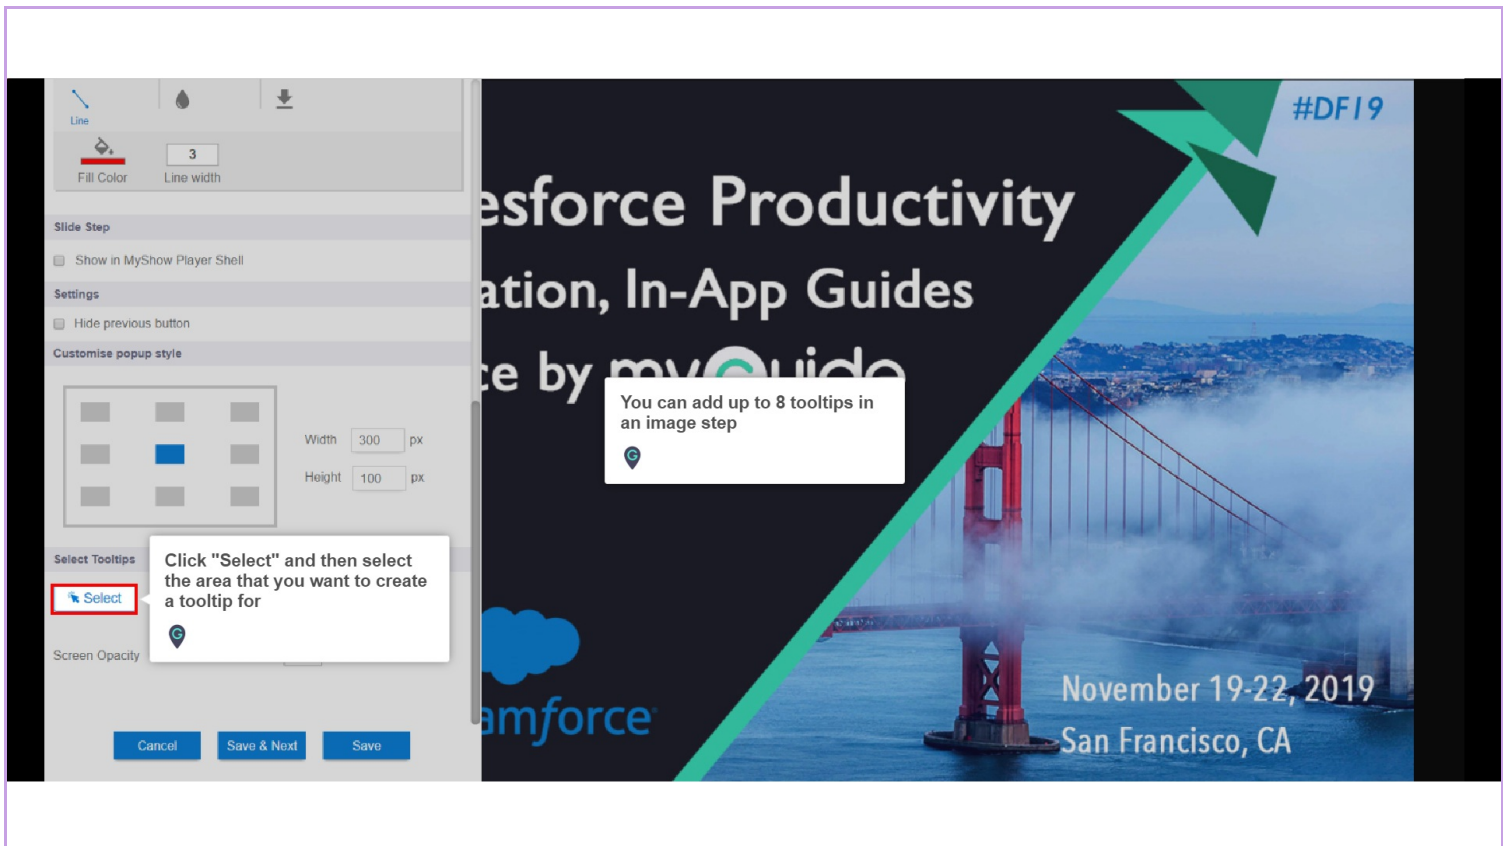 Line
3
Fill Color
Line width
Slide Step
Show in MyShow Player Shell
Settings
Hide previous button
Customise popup style
Width 300 px
Height 100 px
Select Tooltips
Select
Click "Select" and then select
the area that you want to create
a tooltip for
G
Screen Opacity
Cancel
Save & Next
Save
#DF19
esforce Productivity
ation, In-App Guides
ce by myGuide
You can add up to 8 tooltips in
an image step
G
amforce
November 19-22, 2019
San Francisco, CA